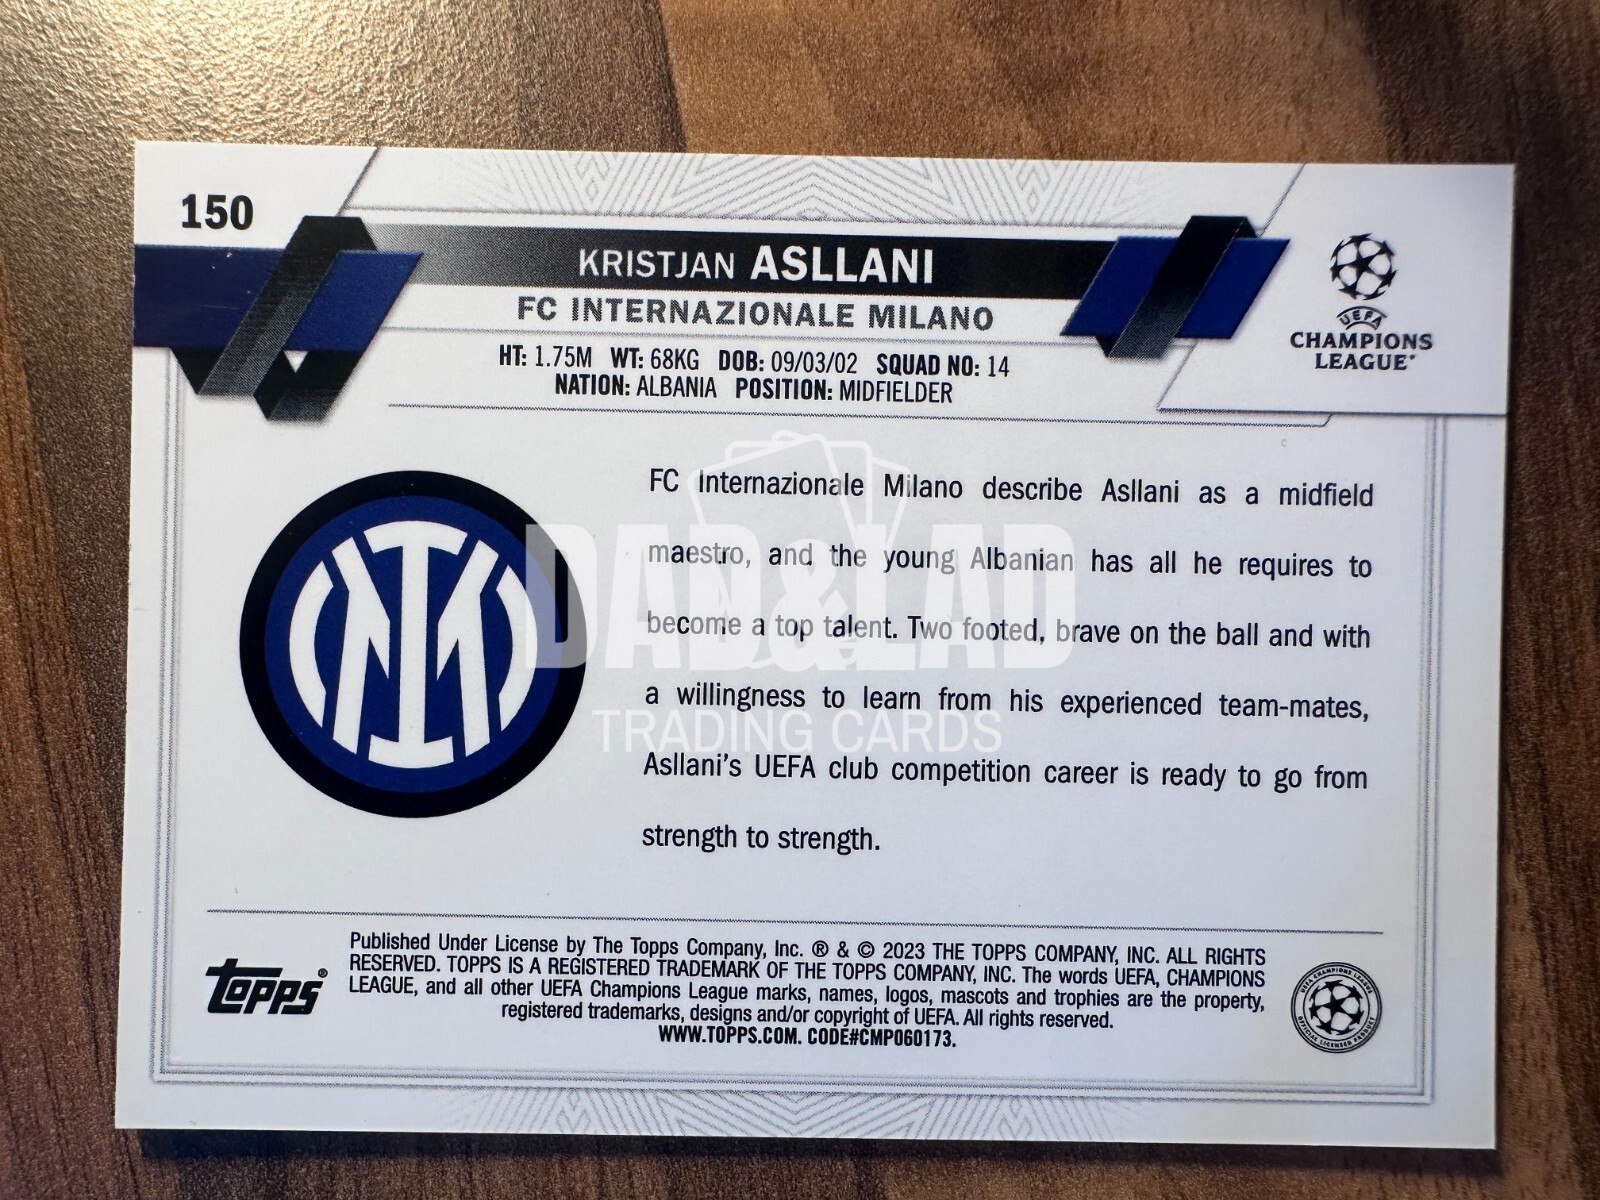 150
KRISTJAN ASLLANI
FC INTERNAZIONALE MILANO
HT: 1.75M WT: 68KG DOB: 09/03/02 SQUAD NO: 14
NATION: ALBANIA POSITION: MIDFIELDER
UEFA
CHAMPIONS
LEAGUE®
FC Internazionale Milano describe Asllani as a midfield
maestro, and the young Albanian has all he requires to
become a top talent. Two footed, brave on the ball and with
a willingness to learn from his experienced team-mates,
Asllani's UEFA club competition career is ready to go from
strength to strength.
DAD&LAD
TRADING CARDS
topps®
Published Under License by The Topps Company, Inc. ® & © 2023 THE TOPPS COMPANY, INC. ALL RIGHTS
RESERVED. TOPPS IS A REGISTERED TRADEMARK OF THE TOPPS COMPANY, INC. The words UEFA, CHAMPIONS
LEAGUE, and all other UEFA Champions League marks, names, logos, mascots and trophies are the property,
registered trademarks, designs and/or copyright of UEFA. All rights reserved.
WWW.TOPPS.COM. CODE#CMP060173.
UEFA CHAMPIONS LEAGUE
OFFICIAL LICENSED PRODUCT